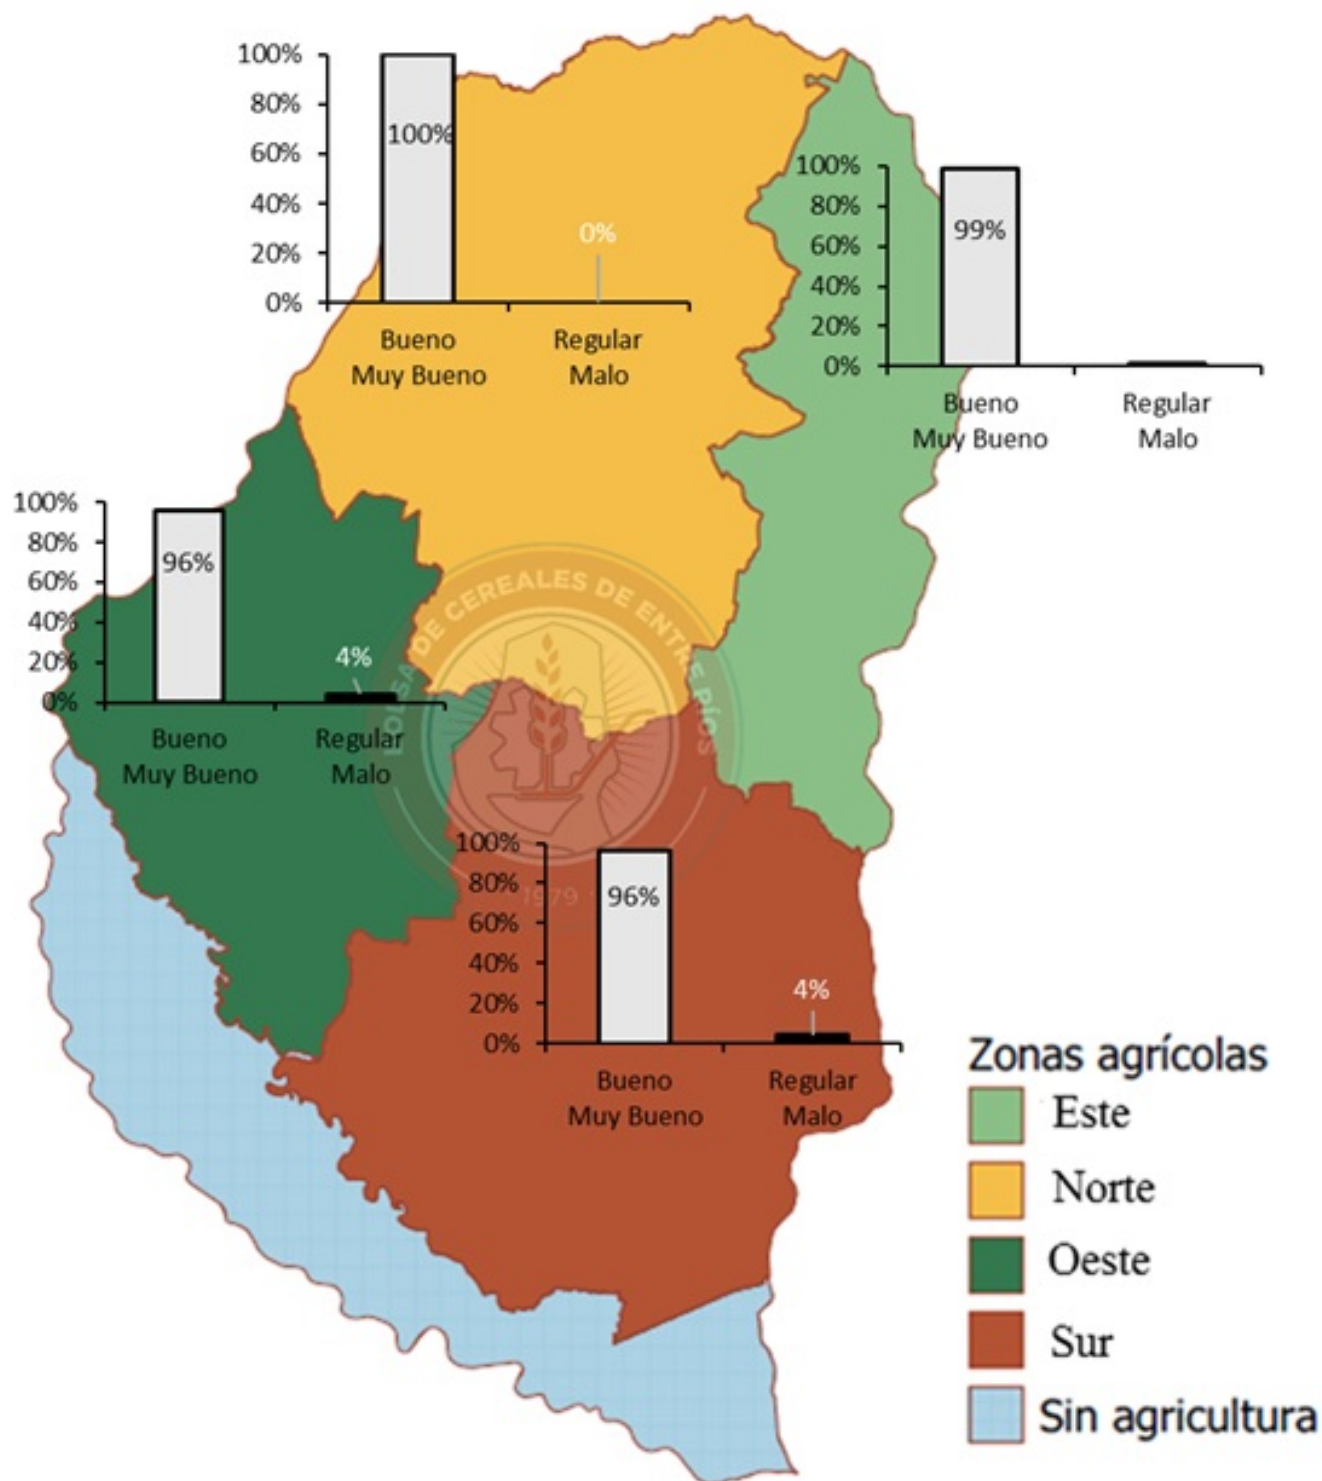 100%
80%
60%
40%
20%
0%
100%
0%
Bueno
Muy Bueno
Regular
Malo
100%
80%
60%
40%
20%
0%
99%
Bueno
Muy Bueno
Regular
Malo
100%
80%
60%
40%
20%
0%
96%
4%
Bueno
Muy Bueno
Regular
Malo
BOLSA DE CEREALES DE ENTRE RÍOS
1979
100%
80%
60%
40%
20%
0%
96%
4%
Bueno
Muy Bueno
Regular
Malo
Zonas agrícolas
Este
Norte
Oeste
Sur
Sin agricultura